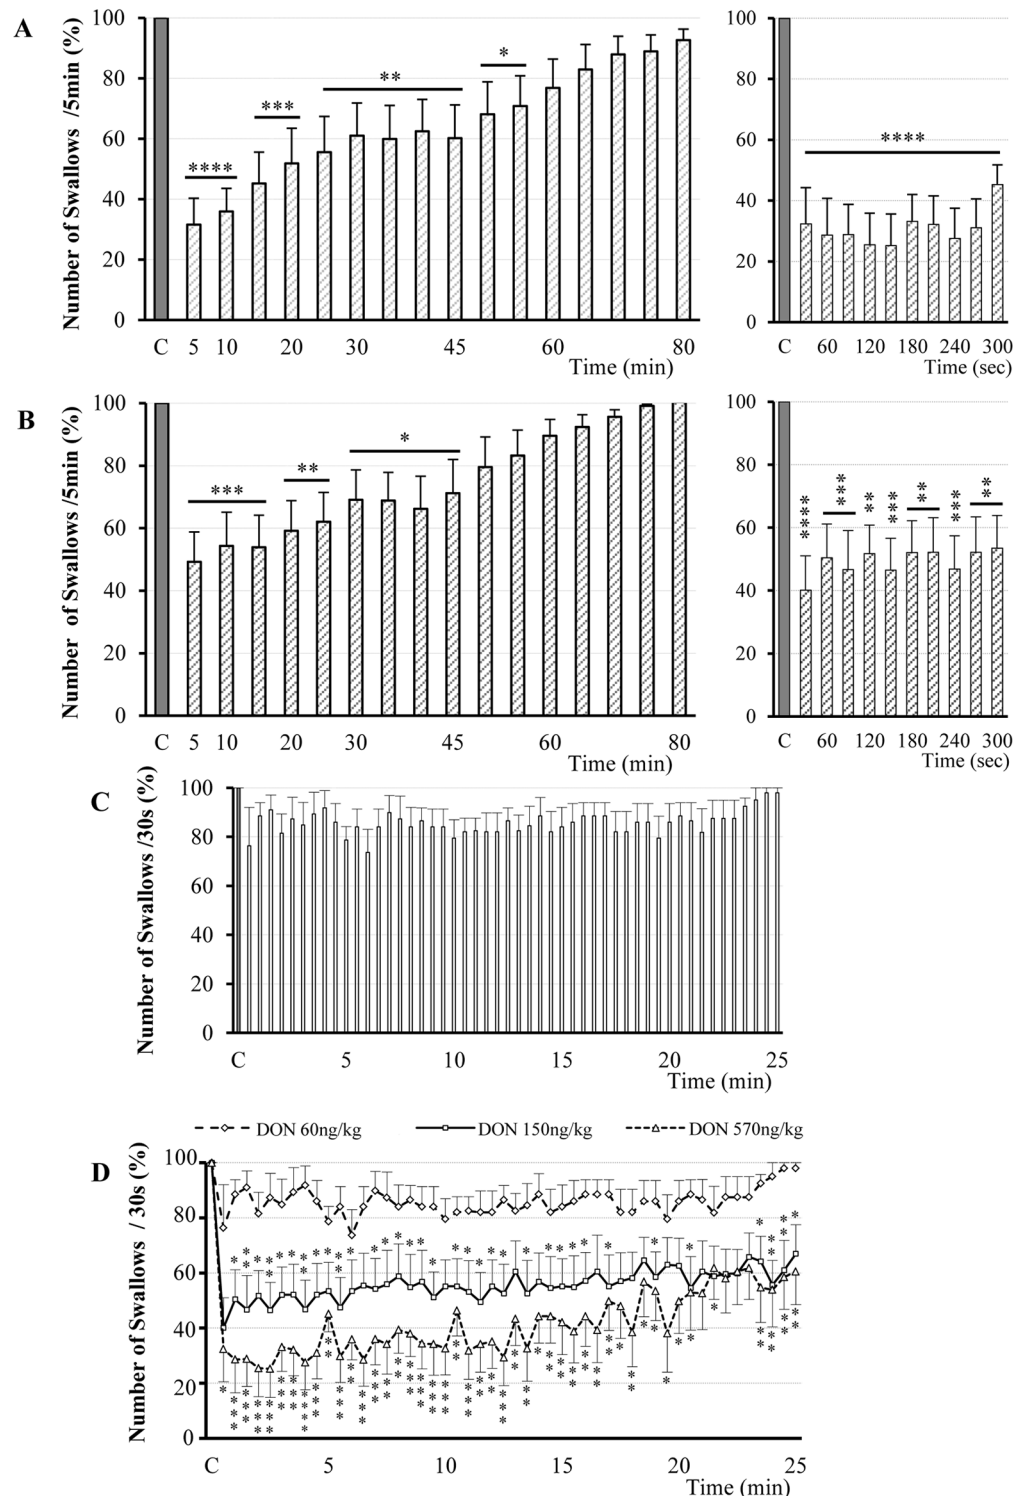 A
Number of Swallows /5min (%)
100
80
60
40
20
0
****
***
**
*
C 5 10 20 30 45 60 80
Time (min)
100
80
60
40
20
0
****
C 60 120 180 240 300
Time (sec)
B
Number of Swallows /5min (%)
100
80
60
40
20
0
***
**
*
C 5 10 20 30 45 60 80
Time (min)
100
80
60
40
20
0
****
***
**
***
**
***
**
C 60 120 180 240 300
Time (sec)
C
Number of Swallows /30s (%)
100
80
60
40
20
0
C 5 10 15 20 25
Time (min)
DON 60ng/kg DON 150ng/kg DON 570ng/kg
D
Number of Swallows / 30s (%)
100
80
60
40
20
0
C 5 10 15 20 25
Time (min)